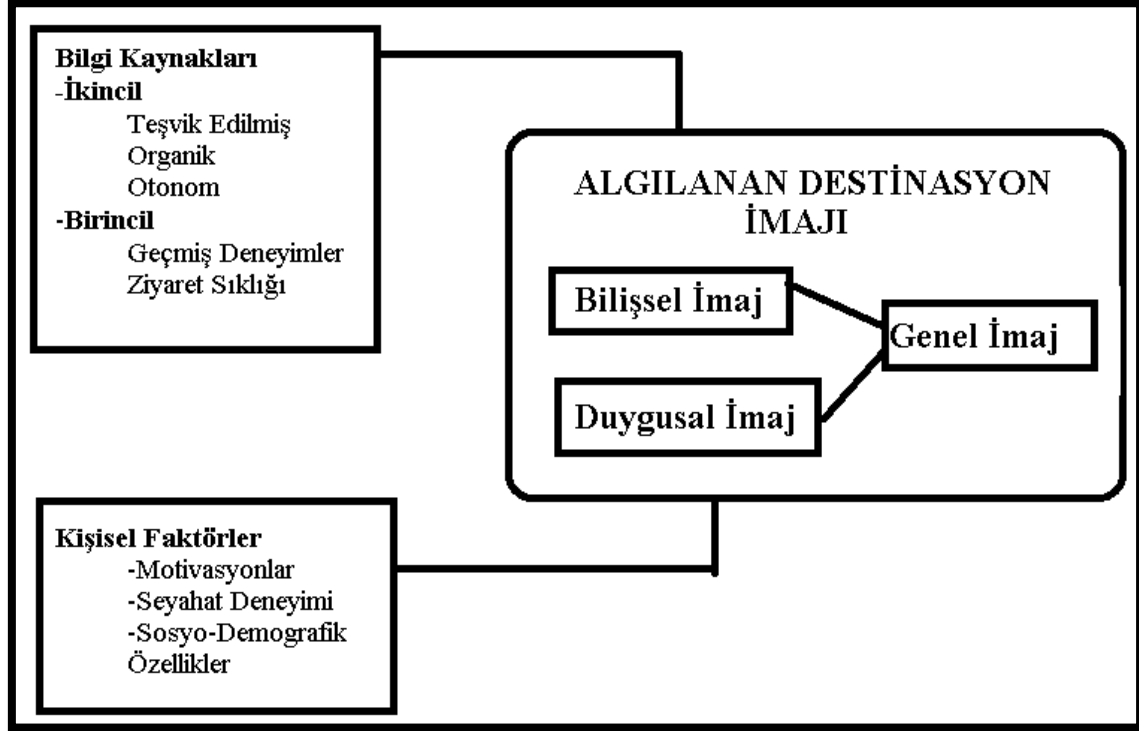 Bilgi Kaynakları
-İkincil
Teşvik Edilmiş
Organik
Otonom
-Birincil
Geçmiş Deneyimler
Ziyaret Sıklığı
ALGILANAN DESTİNASYON
İMAJI
Bilişsel İmaj
Genel İmaj
Duygusal İmaj
Kişisel Faktörler
-Motivasyonlar
-Seyahat Deneyimi
-Sosyo-Demografik
Özellikler